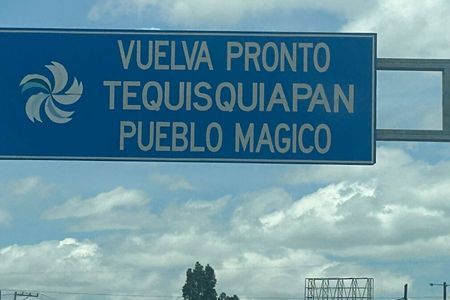 VUELVA PRONTO
TEQUISQUIAPAN
PUEBLO MAGICO